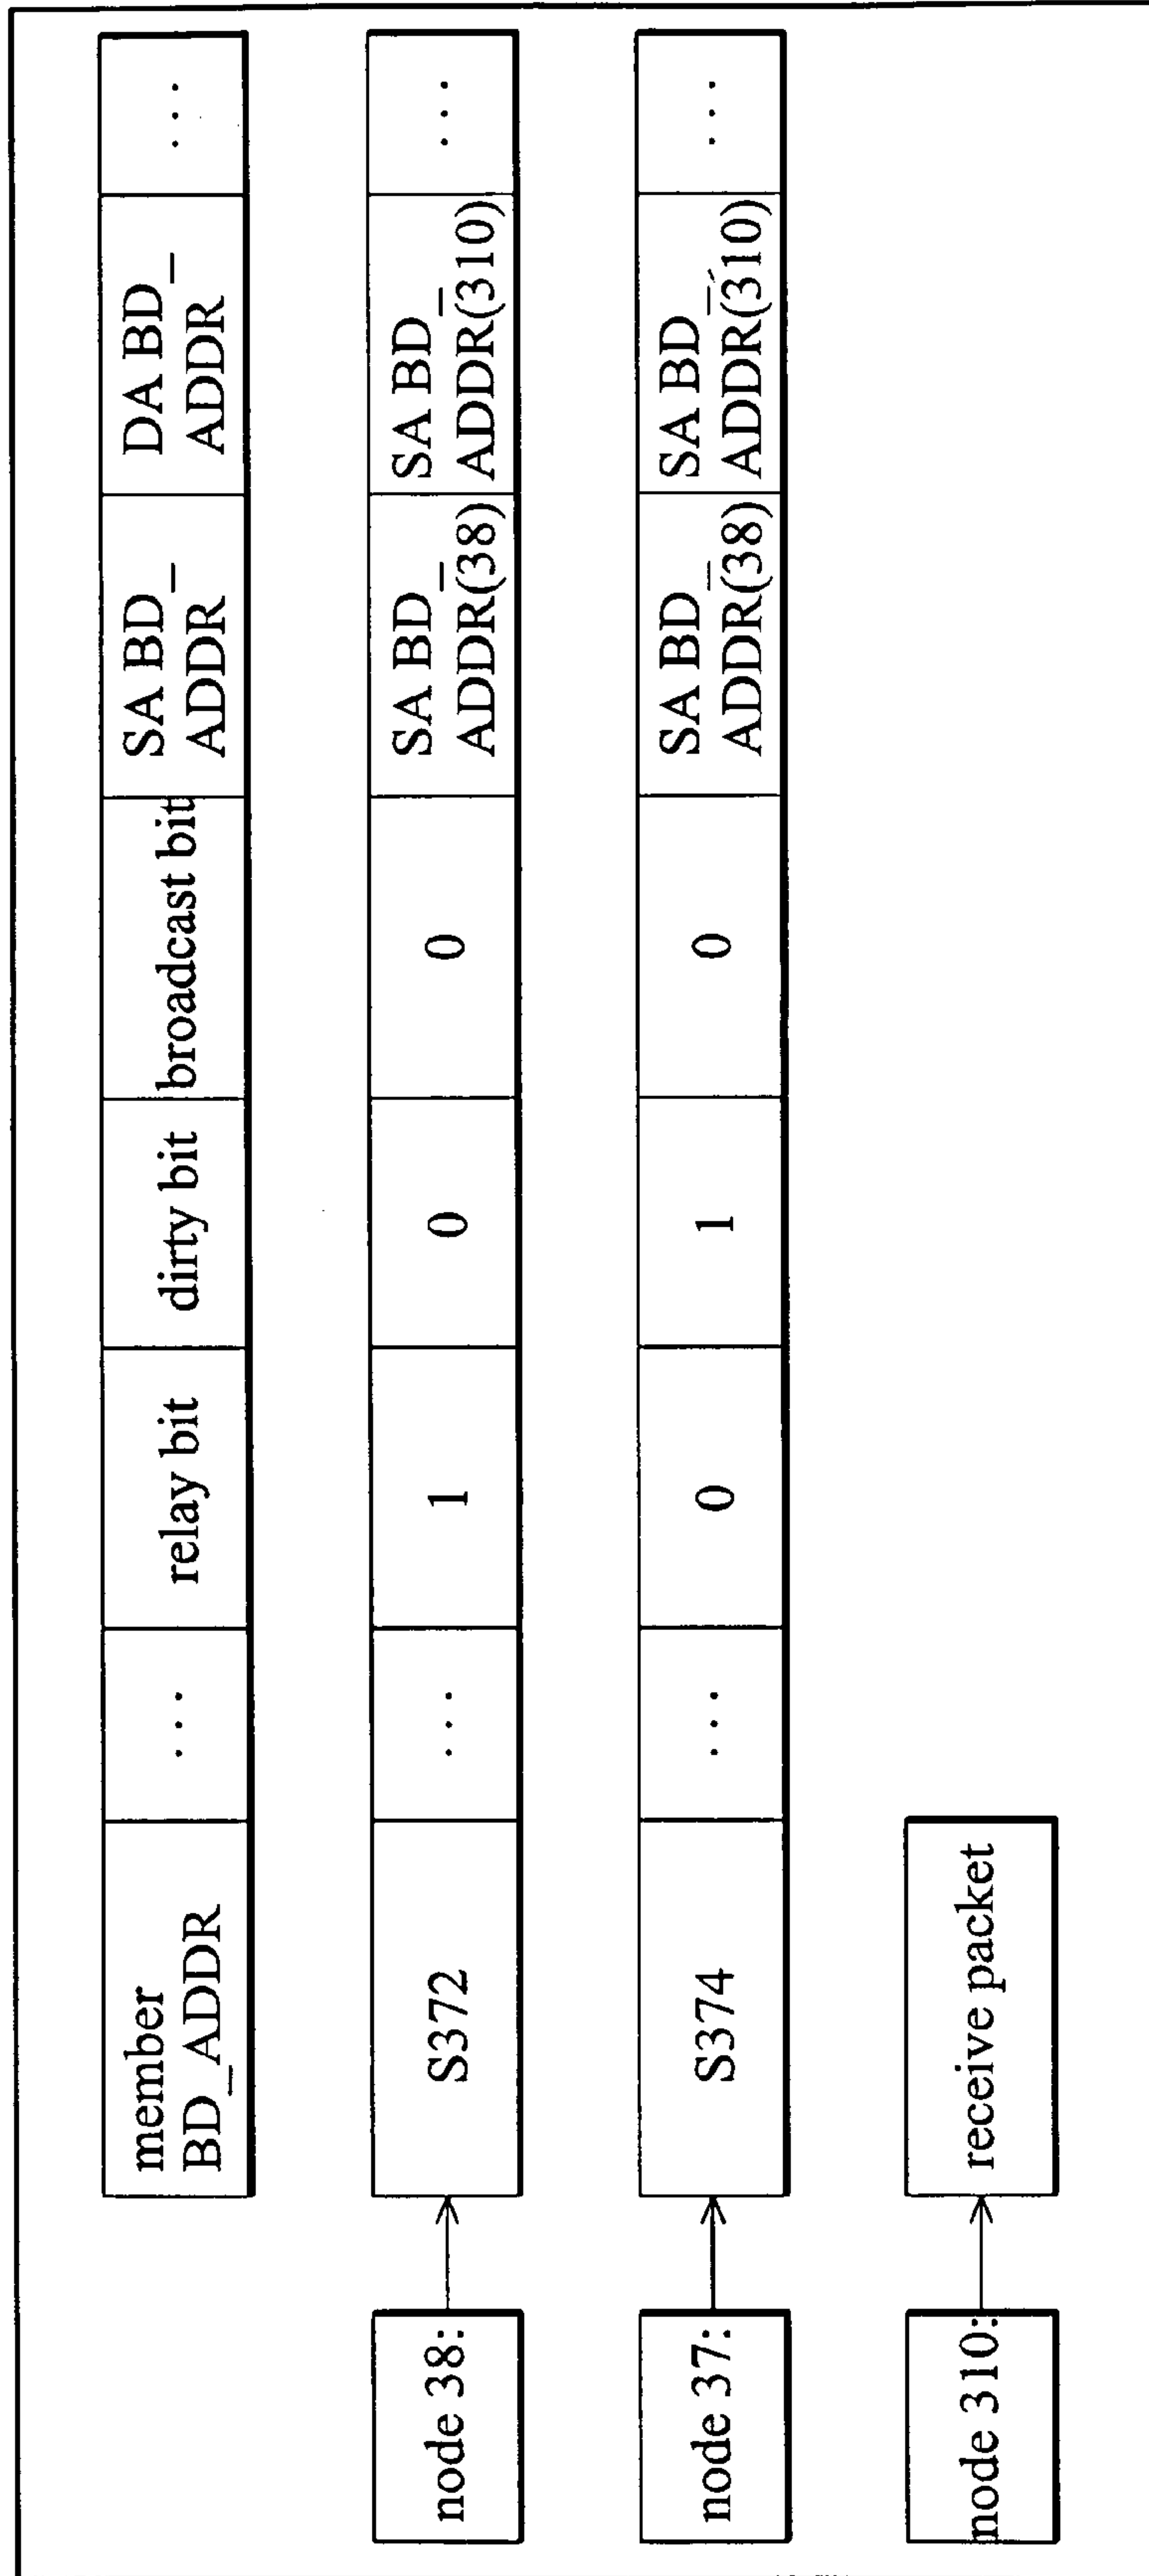 member
BD_ADDR
...
relay bit
dirty bit
broadcast bit
SA BD_
ADDR
DA BD_
ADDR
...
node 38:
S372
...
1
0
0
SA BD_
ADDR(38)
SA BD_
ADDR(310)
...
node 37:
S374
...
0
1
0
SA BD_
ADDR(38)
SA BD_
ADDR(310)
...
node 310:
receive packet